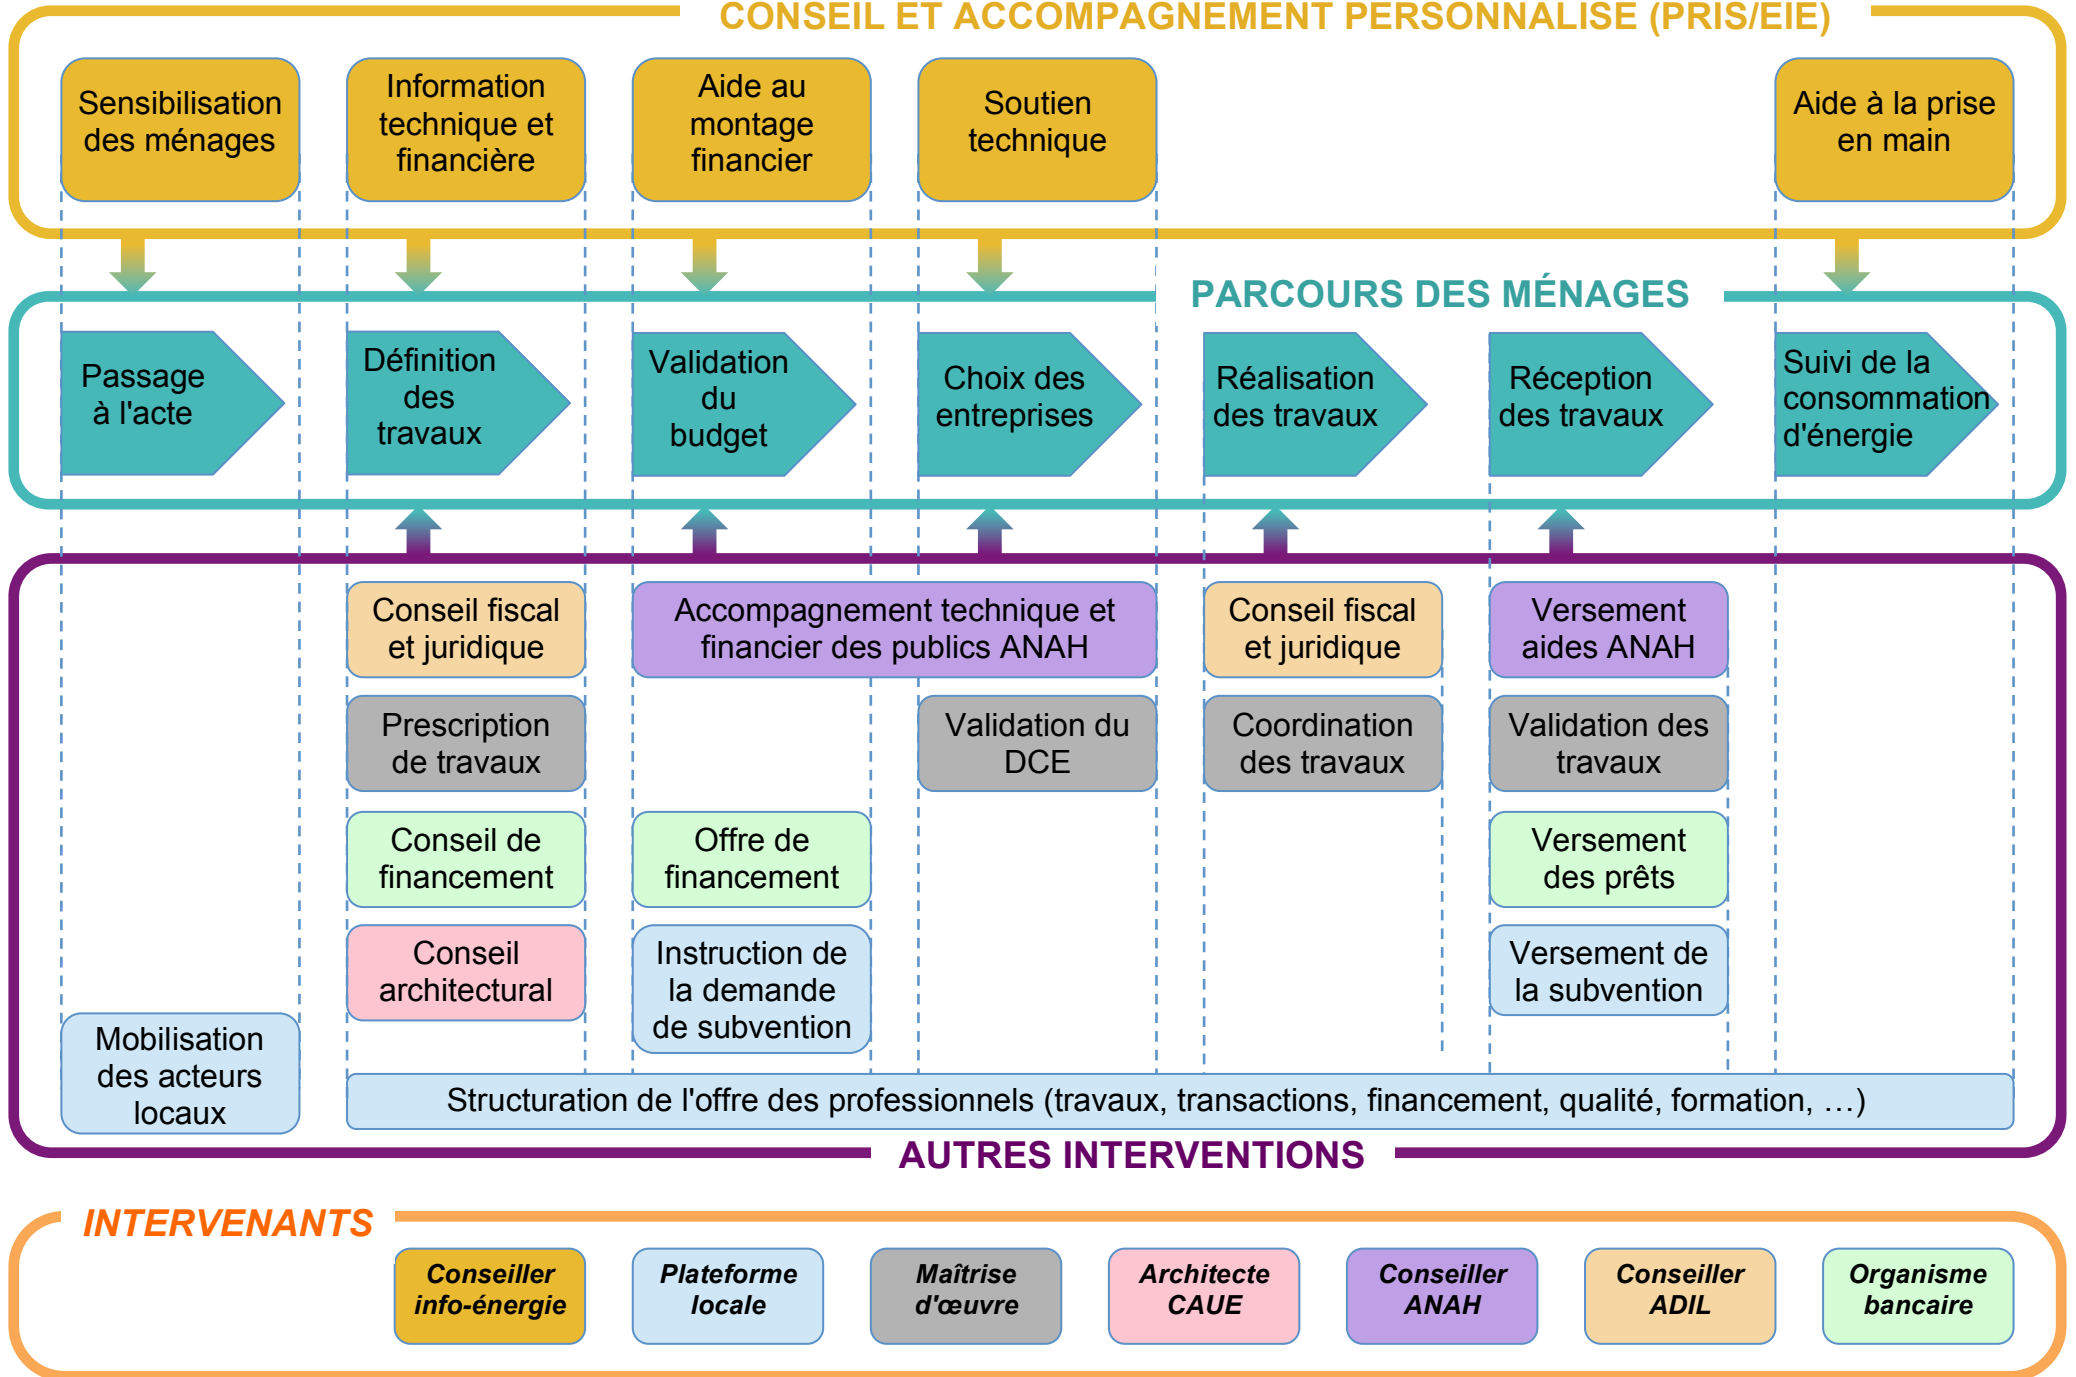 CONSEIL ET ACCOMPAGNEMENT PERSONNALISE (PRIS/EIE)
Sensibilisation
des ménages
Information
technique et
financière
Aide au
montage
financier
Soutien
technique
Aide à la prise
en main
PARCOURS DES MÉNAGES
Passage
à l'acte
Définition
des
travaux
Validation
du
budget
Choix des
entreprises
Réalisation
des travaux
Réception
des travaux
Suivi de la
consommation
d'énergie
Conseil fiscal
et juridique
Accompagnement technique et
financier des publics ANAH
Conseil fiscal
et juridique
Versement
aides ANAH
Prescription
de travaux
Validation du
DCE
Coordination
des travaux
Validation des
travaux
Conseil de
financement
Offre de
financement
Versement
des prêts
Conseil
architectural
Instruction de
la demande
de subvention
Versement de
la subvention
Mobilisation
des acteurs
locaux
Structuration de l'offre des professionnels (travaux, transactions, financement, qualité, formation, …)
AUTRES INTERVENTIONS
INTERVENANTS
Conseiller
info-énergie
Plateforme
locale
Maîtrise
d'œuvre
Architecte
CAUE
Conseiller
ANAH
Conseiller
ADIL
Organisme
bancaire